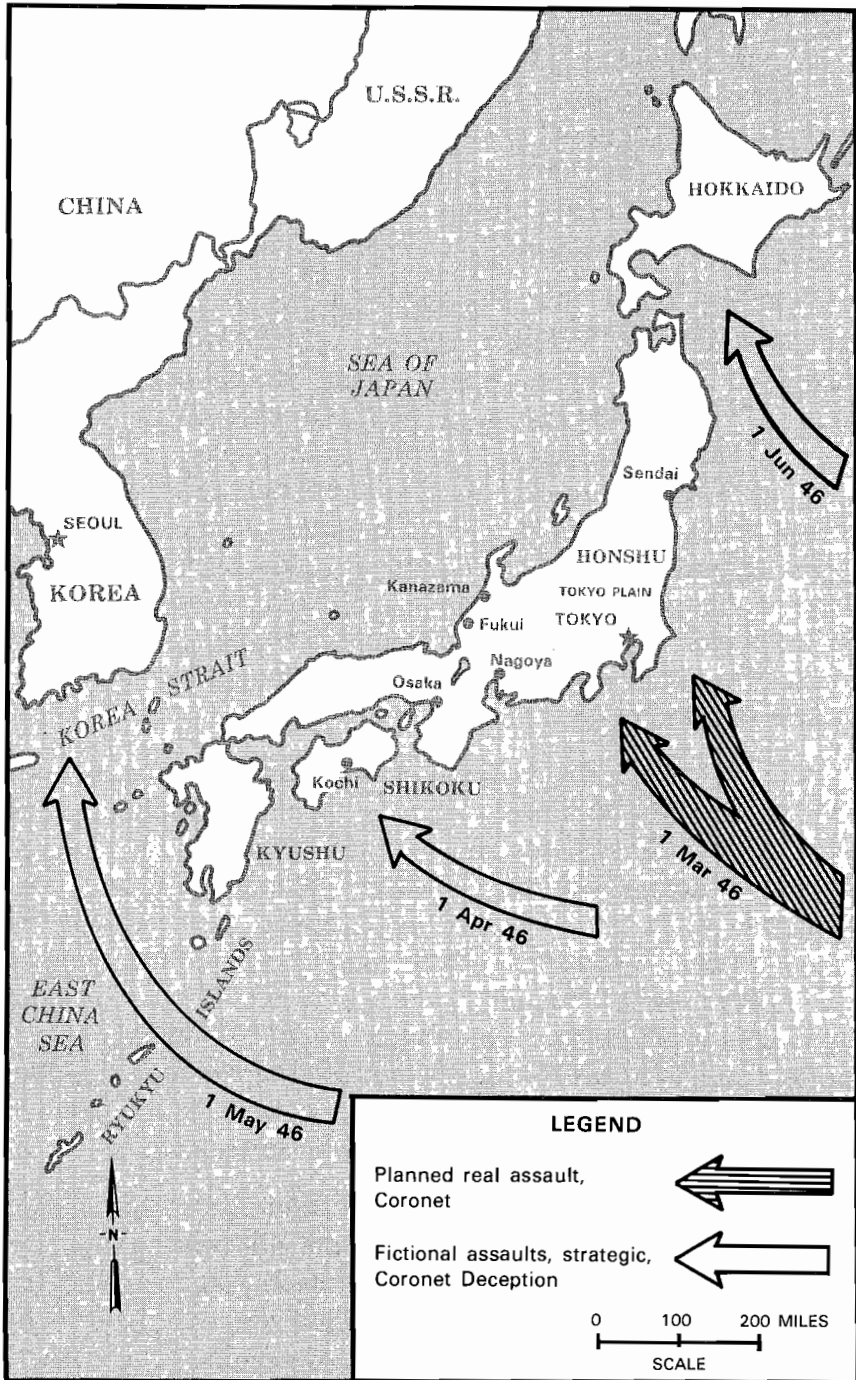 U.S.S.R.
CHINA
HOKKAIDO
SEA OF
JAPAN
1 Jun 46
Sendai
SEOUL
HONSHU
KOREA
Kanazama
TOKYO PLAIN
Fukui
TOKYO
KOREA STRAIT
Nagoya
Osaka
Kochi
SHIKOKU
KYUSHU
1 Mar 46
1 Apr 46
EAST
CHINA
SEA
RYUKYU ISLANDS
1 May 46
-N-
LEGEND
Planned real assault,
Coronet
Fictional assaults, strategic,
Coronet Deception
0 100 200 MILES
SCALE